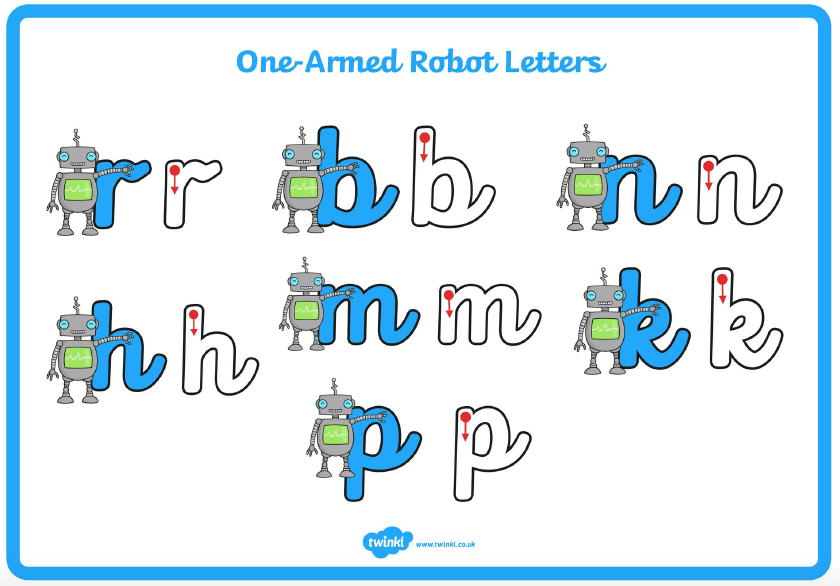 One-Armed Robot Letters
r r b b n n
h h m m k k
p p
twinkl www.twinkl.co.uk